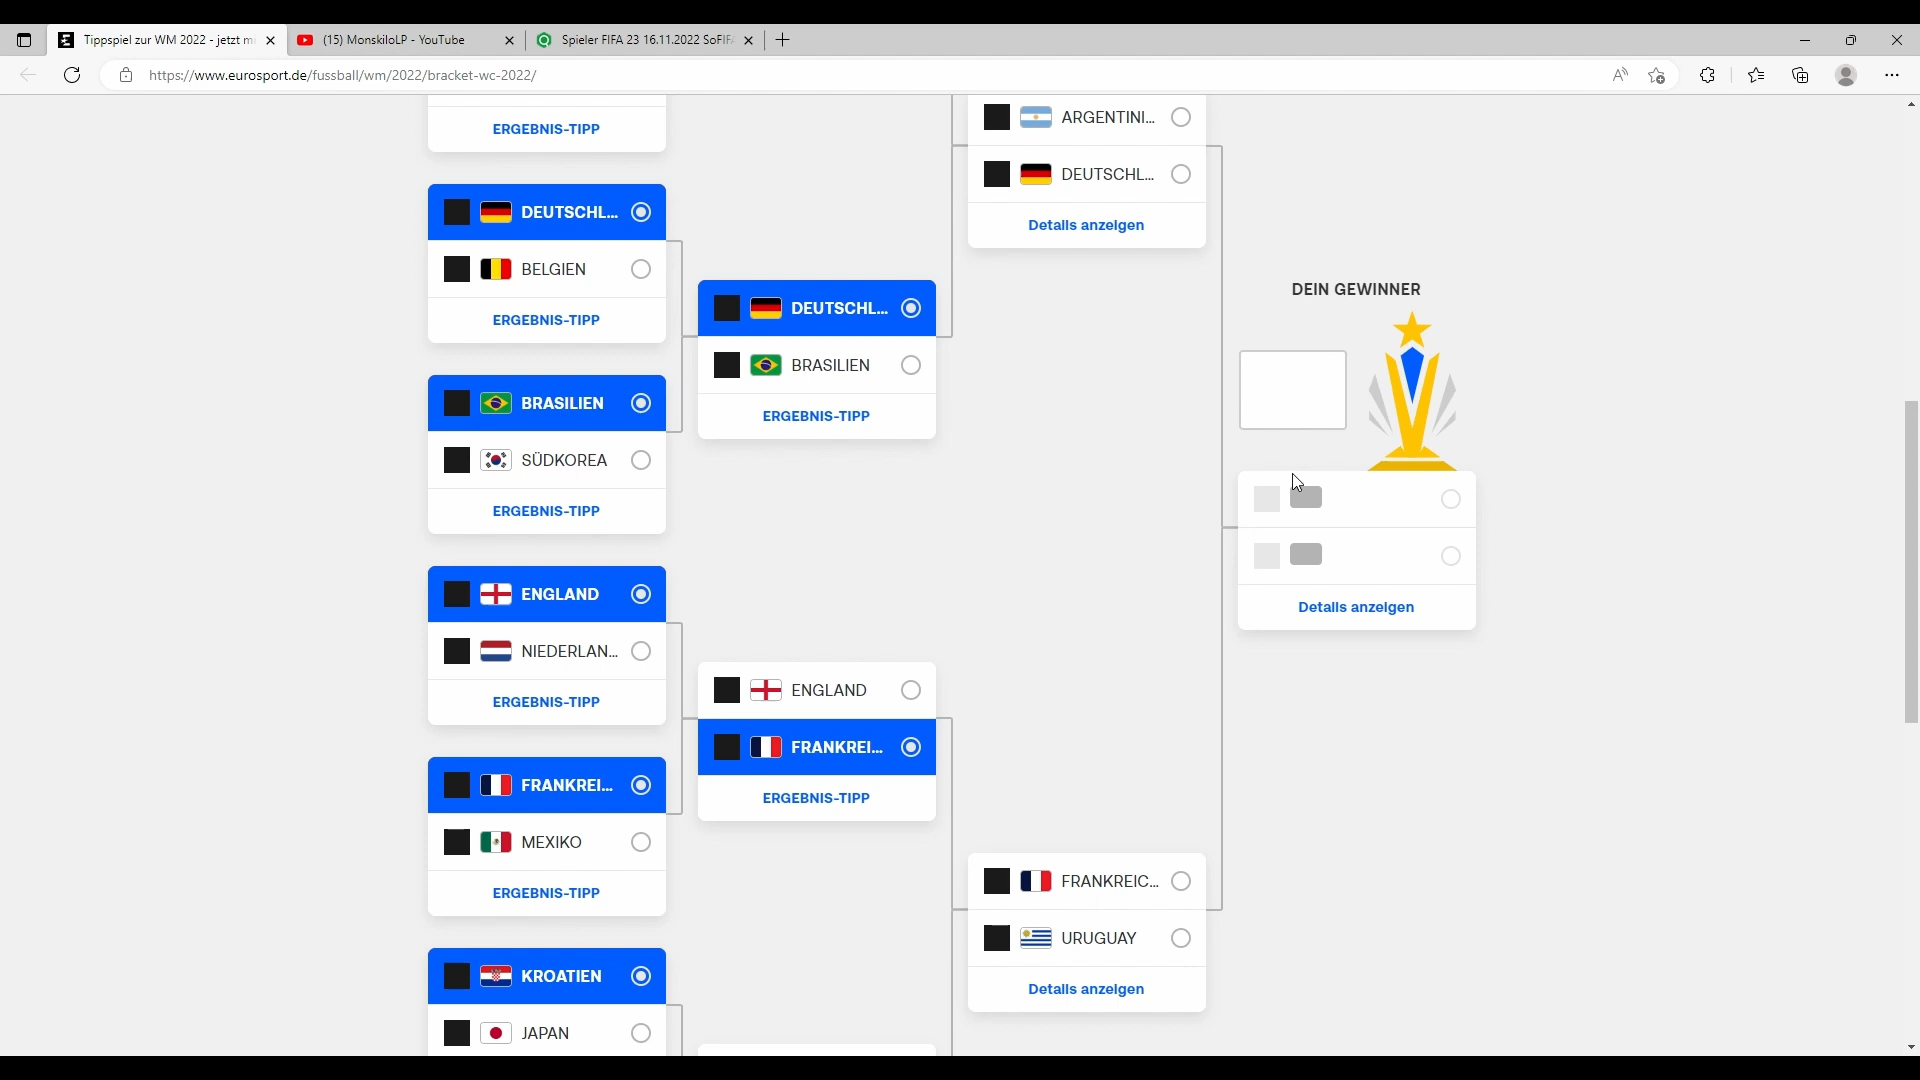 Tippspiel zur WM 2022 - jetzt m
(15) MonskiloLP - YouTube
Spieler FIFA 23 16.11.2022 SoFIFA
https://www.eurosport.de/fussball/wm/2022/bracket-wc-2022/
ERGEBNIS-TIPP
DEUTSCHL...
BELGIEN
ERGEBNIS-TIPP
BRASILIEN
SÜDKOREA
ERGEBNIS-TIPP
ENGLAND
NIEDERLAN...
ERGEBNIS-TIPP
FRANKREI...
MEXIKO
ERGEBNIS-TIPP
KROATIEN
JAPAN
DEUTSCHL...
BRASILIEN
ERGEBNIS-TIPP
ENGLAND
FRANKREI...
ERGEBNIS-TIPP
ARGENTINI...
DEUTSCHL...
Details anzeigen
FRANKREIC...
URUGUAY
Details anzeigen
DEIN GEWINNER
Details anzeigen